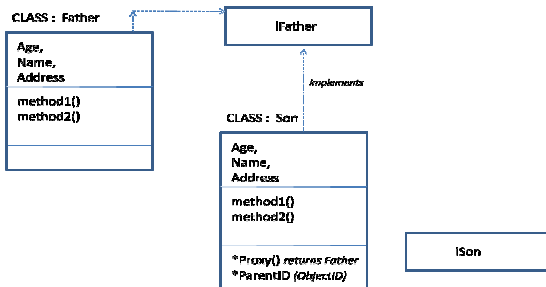 CLASS : Father
Age,
Name,
Address
method1()
method2()
IFather
Implements
CLASS : Son
Age,
Name,
Address
method1()
method2()
*Proxy() returns Father
*ParentID (ObjectID)
ISon